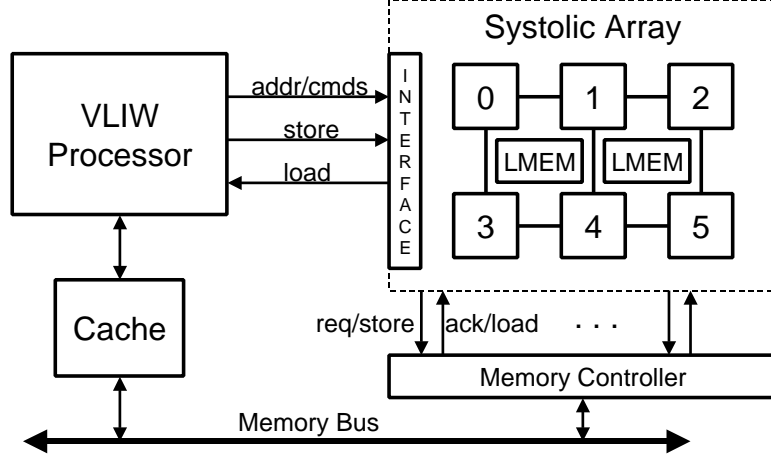 Systolic Array
VLIW
Processor
addr/cmds
store
load
INTERFACE
0
1
2
LMEM
LMEM
3
4
5
Cache
req/store
ack/load
. . .
Memory Controller
Memory Bus